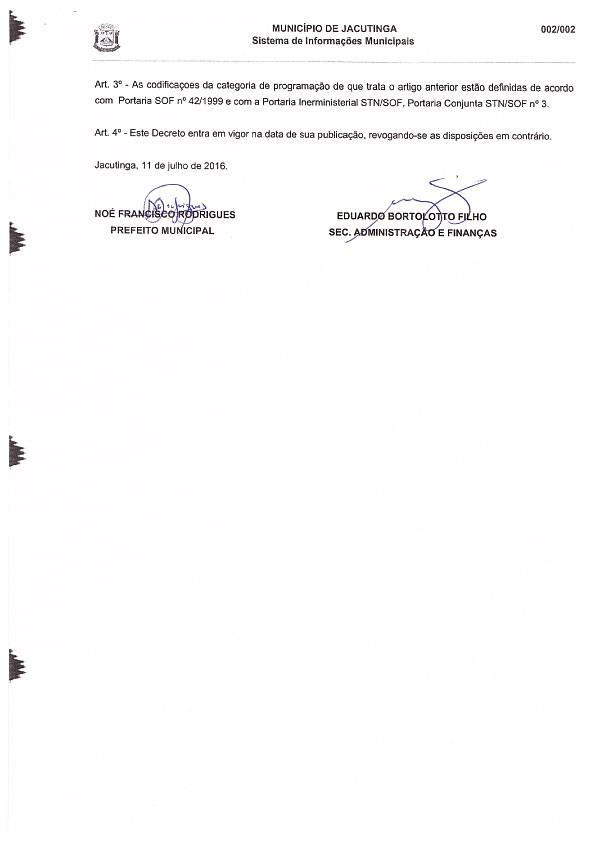 MUNICÍPIO DE JACUTINGA
002/002
Sistema de Informações Municipais
Art. 3º - As codificaçoes da categoria de programação de que trata o artigo anterior estão definidas de acordo
com Portaria SOF nº 42/1999 e com a Portaria Inerministerial STN/SOF, Portaria Conjunta STN/SOF nº 3.
Art. 4º - Este Decreto entra em vigor na data de sua publicação, revogando-se as disposições em contrário.
Jacutinga, 11 de julho de 2016.
NOÉ FRANCISCO RODRIGUES
PREFEITO MUNICIPAL
EDUARDO BORTOLOTTO FILHO
SEC. ADMINISTRAÇÃO E FINANÇAS